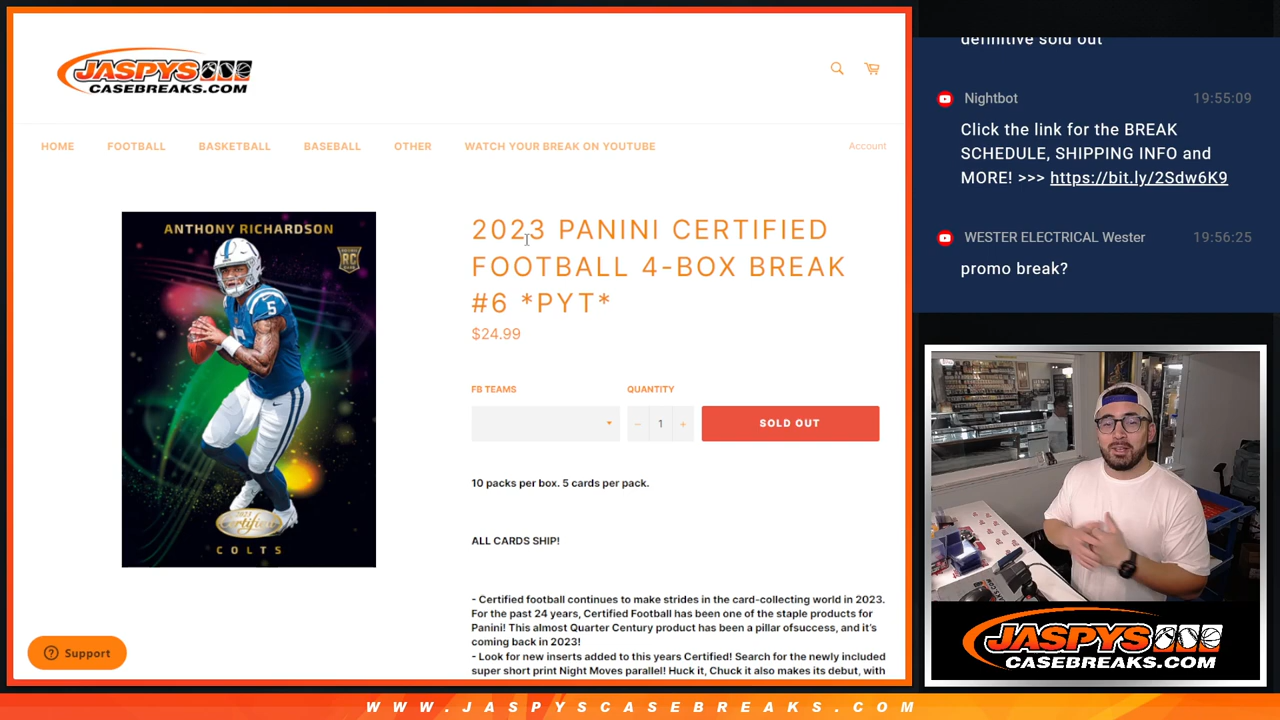 JASPYS
CASEBREAKS.COM
HOME
FOOTBALL
BASKETBALL
BASEBALL
OTHER
WATCH YOUR BREAK ON YOUTUBE
Account
ANTHONY RICHARDSON
RC
5
Certified
COLTS
2023 PANINI CERTIFIED
FOOTBALL 4-BOX BREAK
#6 *PYT*
$24.99
FB TEAMS
QUANTITY
− 1 +
SOLD OUT
10 packs per box. 5 cards per pack.
ALL CARDS SHIP!
- Certified football continues to make strides in the card-collecting world in 2023.
For the past 24 years, Certified Football has been one of the staple products for
Panini! This almost Quarter Century product has been a pillar ofsuccess, and it's
coming back in 2023!
- Look for new inserts added to this years Certified! Search for the newly included
super short print Night Moves parallel! Huck it, Chuck it also makes its debut, with
Support
definitive sold out
Nightbot
19:55:09
Click the link for the BREAK
SCHEDULE, SHIPPING INFO and
MORE! >>> https://bit.ly/2Sdw6K9
WESTER ELECTRICAL Wester
19:56:25
promo break?
JASPYS
CASEBREAKS.COM
WWW.JASPYSCASEBREAKS.COM